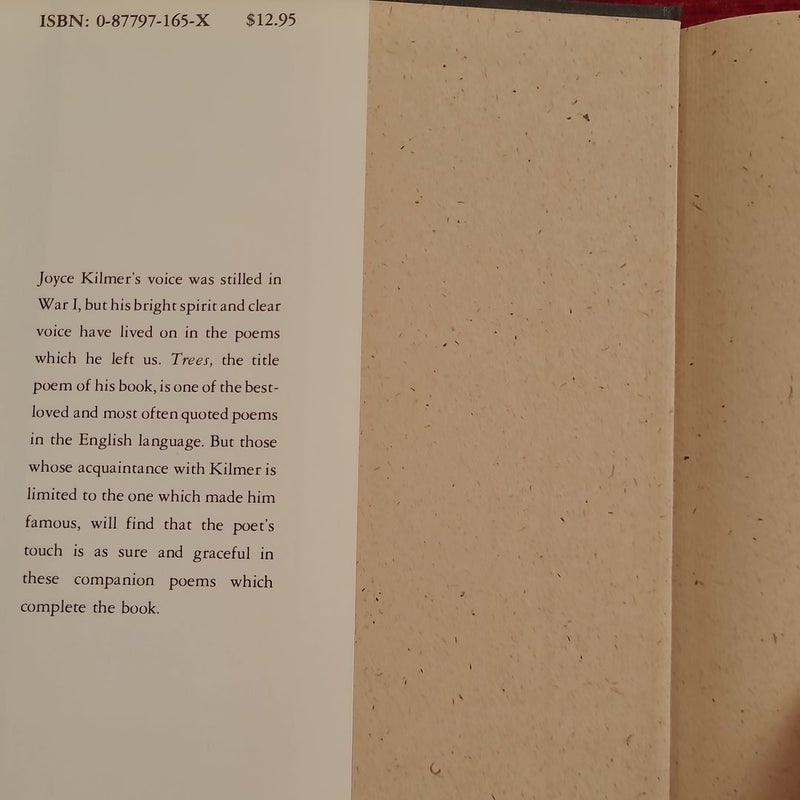 ISBN: 0-87797-165-X $12.95
Joyce Kilmer's voice was stilled in
War I, but his bright spirit and clear
voice have lived on in the poems
which he left us. Trees, the title
poem of his book, is one of the best-
loved and most often quoted poems
in the English language. But those
whose acquaintance with Kilmer is
limited to the one which made him
famous, will find that the poet's
touch is as sure and graceful in
these companion poems which
complete the book.